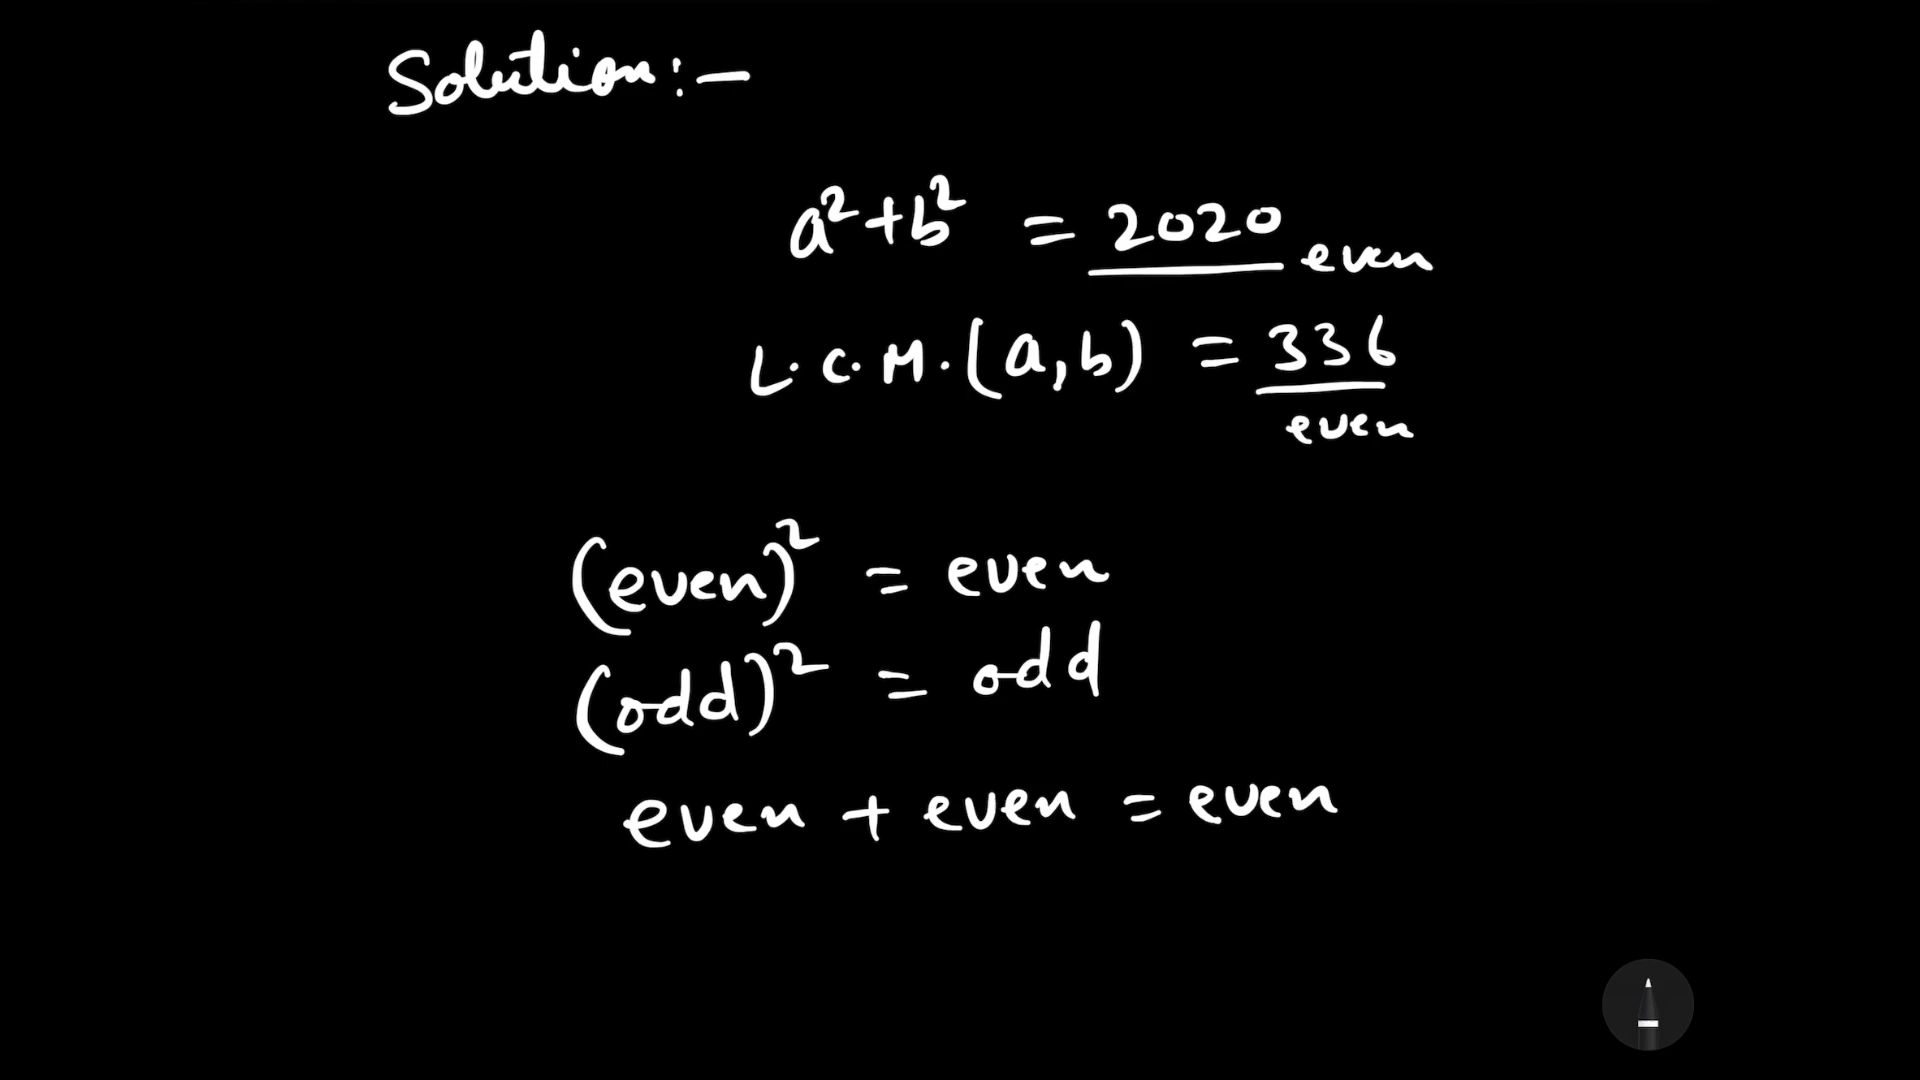 Solution:-
a²+b² = 2020 even
L.C.M.(a,b) = 336
even
(even)² = even
(odd)² = odd
even + even = even